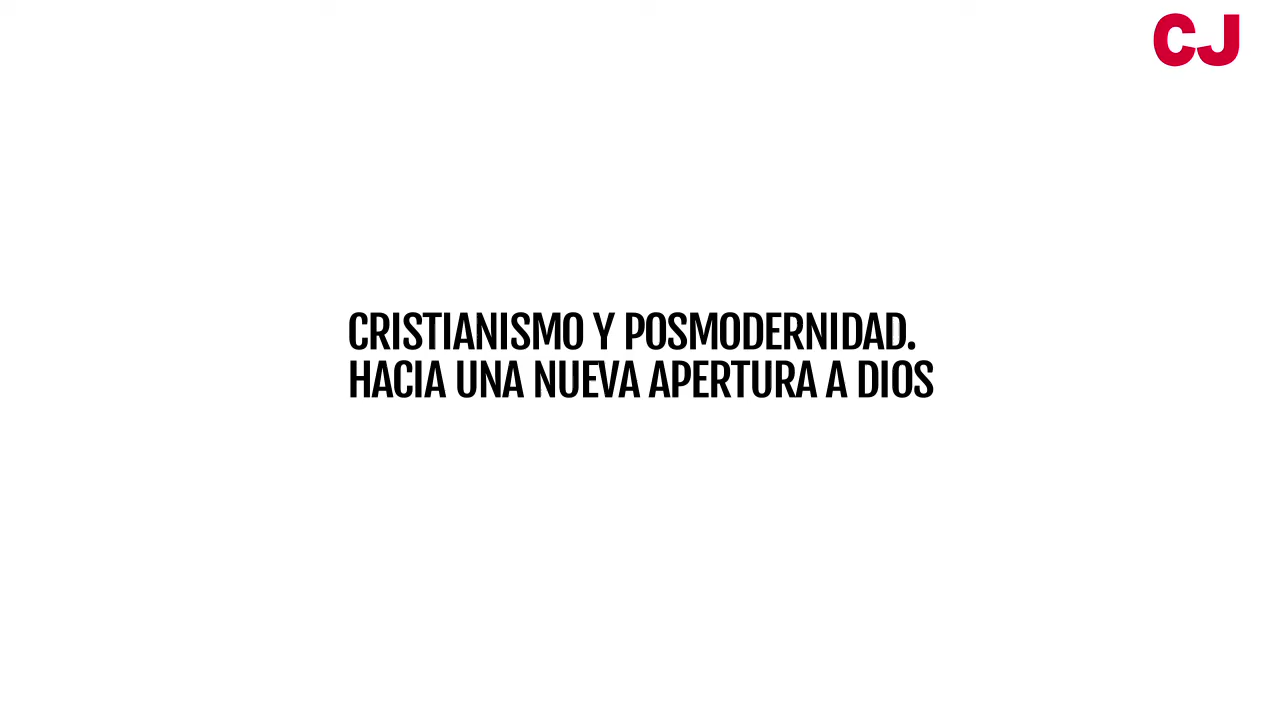 CJ
CRISTIANISMO Y POSMODERNIDAD.
HACIA UNA NUEVA APERTURA A DIOS